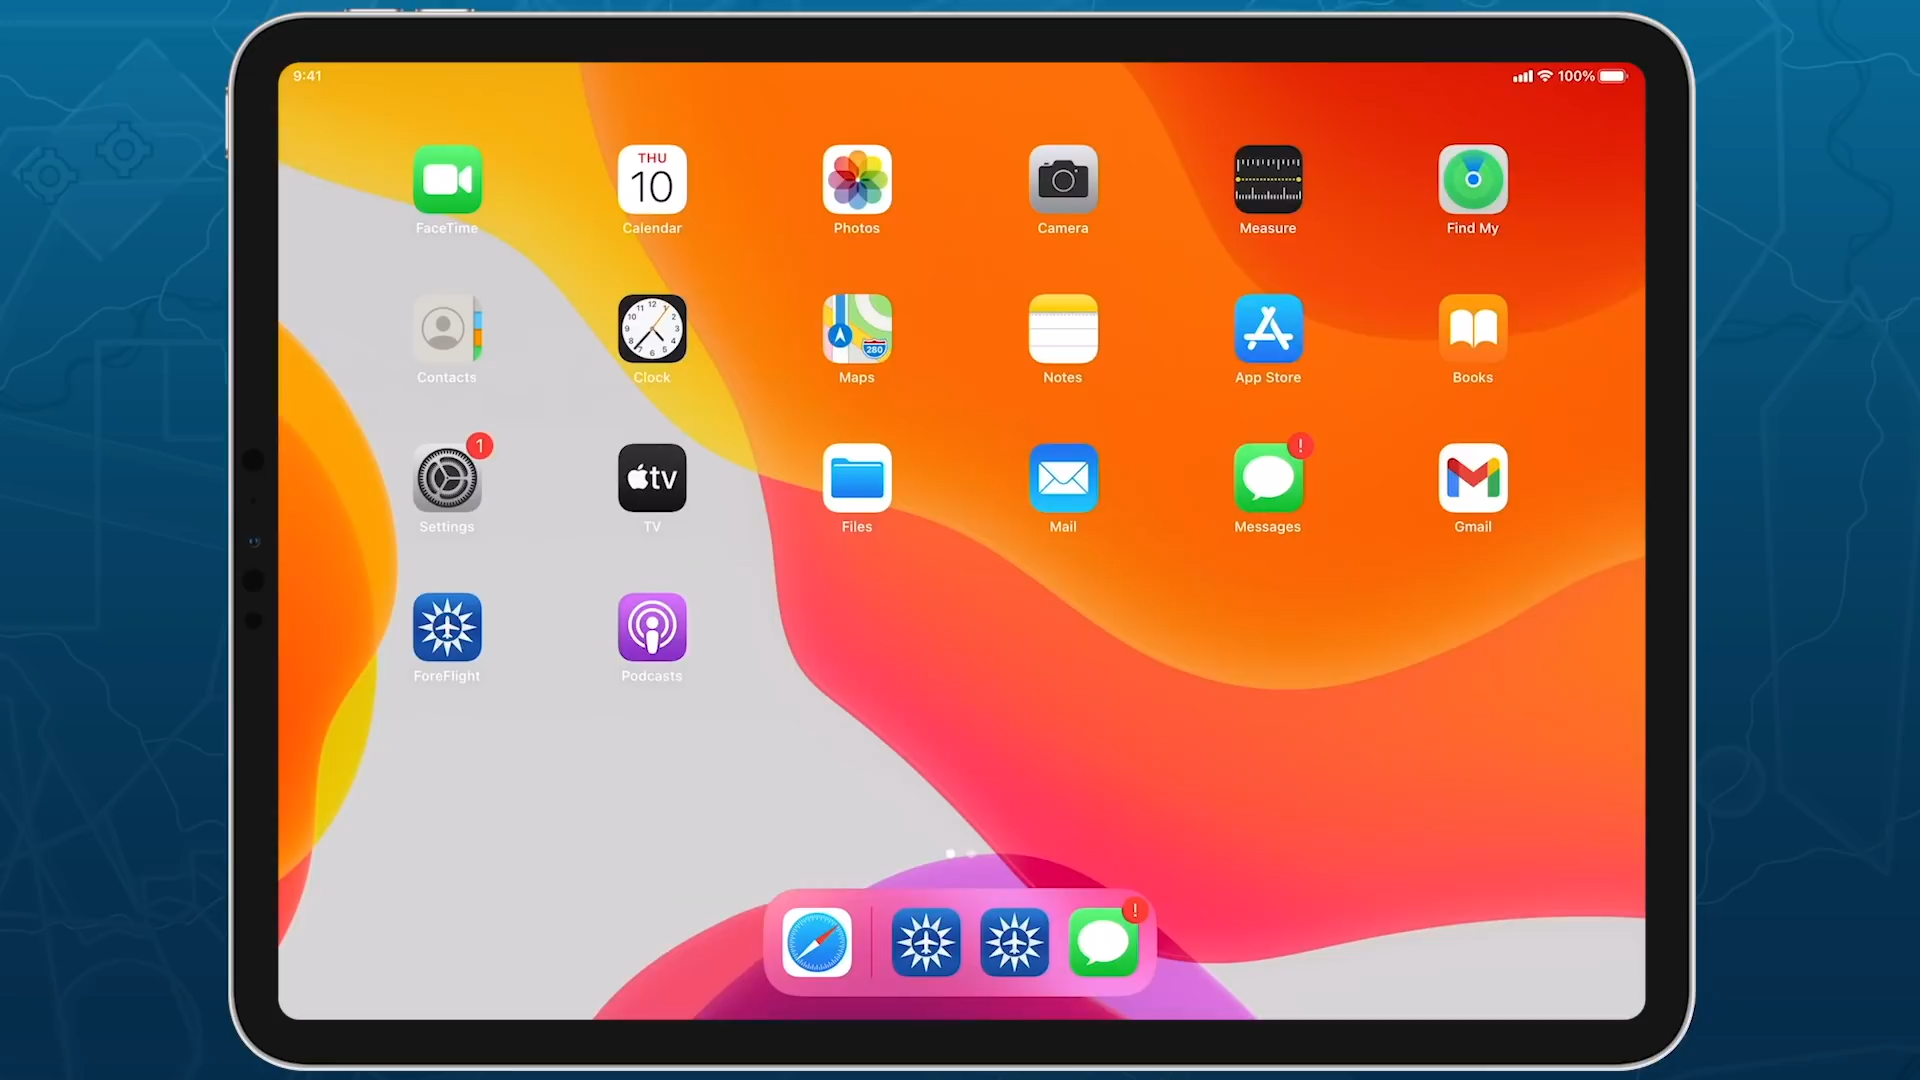 9:41
100%
THU
10
FaceTime
Calendar
Photos
Camera
Measure
Find My
280
Contacts
Clock
Maps
Notes
App Store
Books
1
!
tv
Settings
TV
Files
Mail
Messages
Gmail
ForeFlight
Podcasts
!